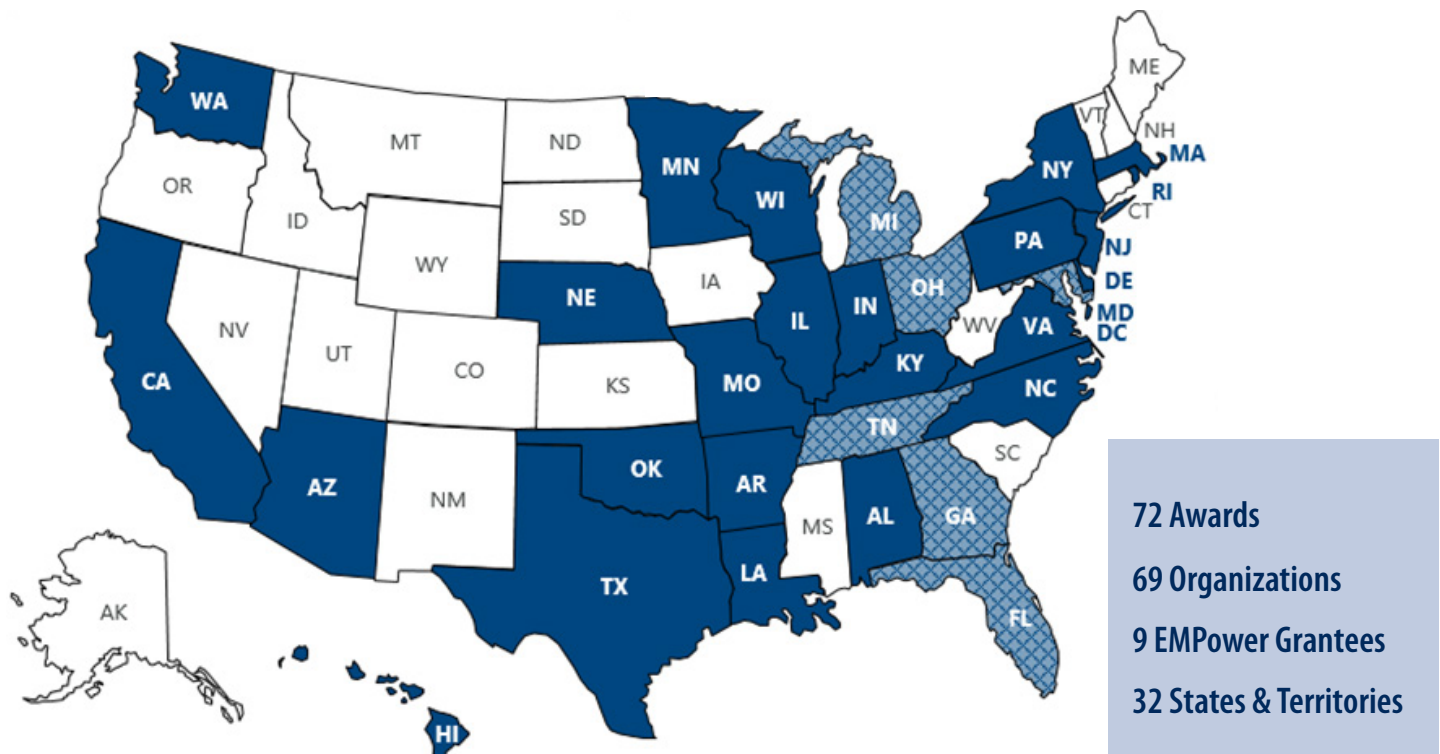 ME
WA
VT
NH
MT
ND
MN
MA
OR
NY
WI
RI
ID
SD
MI
CT
PA
NJ
WY
IA
OH
DE
NE
IN
MD
NV
IL
WV
VA
DC
UT
CO
KY
CA
KS
MO
NC
TN
SC
OK
AZ
AR
NM
MS
AL
GA
72 Awards
LA
TX
69 Organizations
AK
FL
9 EMPower Grantees
32 States & Territories
HI